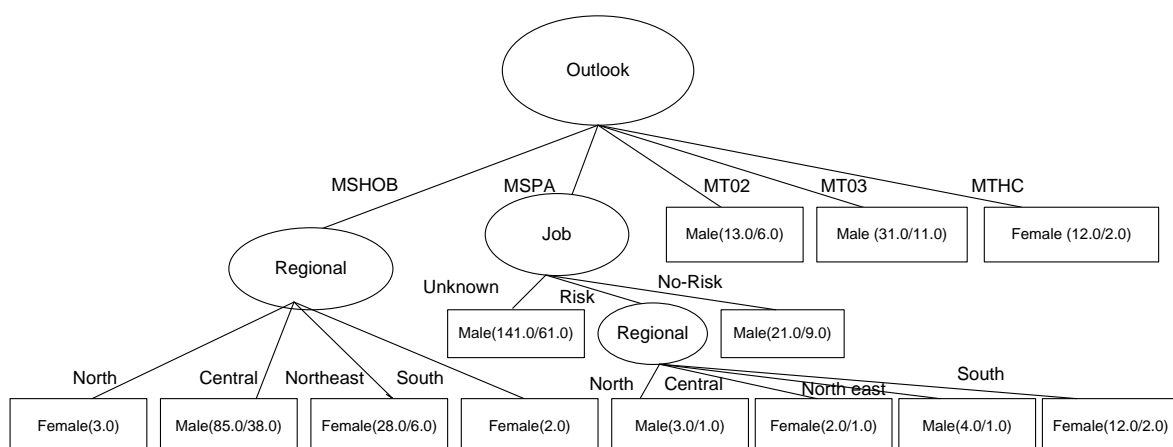 Outlook
MSHOB
MSPA
MT02
MT03
MTHC
Regional
Job
Male(13.0/6.0)
Male (31.0/11.0)
Female (12.0/2.0)
Unknown
Risk
No-Risk
Male(141.0/61.0)
Regional
Male(21.0/9.0)
North
Central
Northeast
South
North
Central
North east
South
Female(3.0)
Male(85.0/38.0)
Female(28.0/6.0)
Female(2.0)
Male(3.0/1.0)
Female(2.0/1.0)
Male(4.0/1.0)
Female(12.0/2.0)